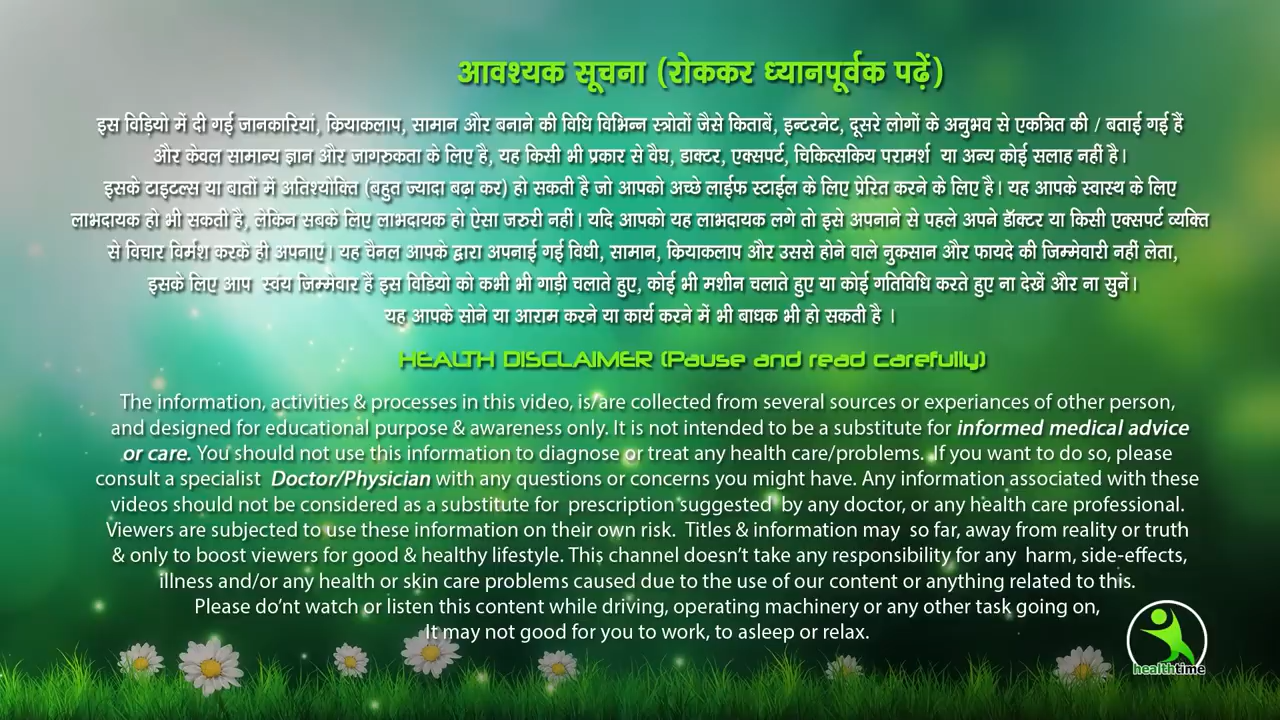 आवश्यक सूचना (रोककर ध्यानपूर्वक पढ़ें)
इस विड़ियो में दी गई जानकारियां, कियाकलाप, सामान और बनाने की विधि विभिन्न स्त्रोतों जैसे किताबें, इन्टरनेट, दूसरे लोगों के अनुभव से एकत्रित की / बताई गई हैं
और केवल सामान्य ज्ञान और जागरुकता के लिए है, यह किसी भी प्रकार से वैघ, डाक्टर, एक्सपर्ट, चिकित्सकिय परामर्श या अन्य कोई सलाह नहीं है।
इसके टाइटल्स या बातों में अतिश्योक्ति (बहुत ज्यादा बढ़ा कर) हो सकती है जो आपको अच्छे लाईफ स्टाईल के लिए प्रेरित करने के लिए है। यह आपके स्वास्थ के लिए
लाभदायक हो भी सकती है, लेकिन सबके लिए लाभदायक हो ऐसा जरुरी नहीं। यदि आपको यह लाभदायक लगे तो इसे अपनाने से पहले अपने डॉक्टर या किसी एक्सपर्ट व्यक्ति
से विचार विर्मश करके ही अपनाएं। यह चैनल आपके द्वारा अपनाई गई विधी, सामान, कियाकलाप और उससे होने वाले नुकसान और फायदे की जिम्मेवारी नहीं लेता,
इसके लिए आप स्वंय जिम्मेवार हैं इस विडियो को कभी भी गाड़ी चलाते हुए, कोई भी मशीन चलाते हुए या कोई गतिविधि करते हुए ना देखें और ना सुनें।
यह आपके सोने या आराम करने या कार्य करने में भी बाधक भी हो सकती है ।
HEALTH DISCLAIMER (Pause and read carefully)
The information, activities & processes in this video, is/are collected from several sources or experiances of other person,
and designed for educational purpose & awareness only. It is not intended to be a substitute for informed medical advice
or care. You should not use this information to diagnose or treat any health care/problems. If you want to do so, please
consult a specialist Doctor/Physician with any questions or concerns you might have. Any information associated with these
videos should not be considered as a substitute for prescription suggested by any doctor, or any health care professional.
Viewers are subjected to use these information on their own risk. Titles & information may so far, away from reality or truth
& only to boost viewers for good & healthy lifestyle. This channel doesn't take any responsibility for any harm, side-effects,
illness and/or any health or skin care problems caused due to the use of our content or anything related to this.
Please do'nt watch or listen this content while driving, operating machinery or any other task going on,
It may not good for you to work, to asleep or relax.
healthtime